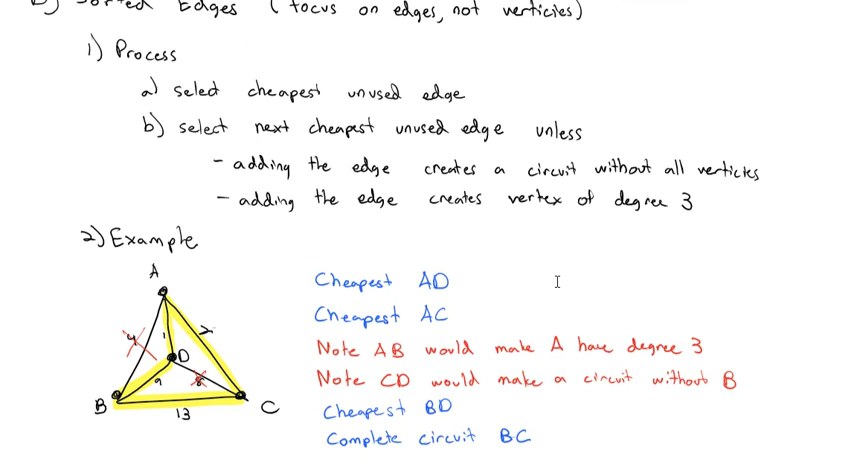 B) Sorted Edges (focus on edges, not verticies)
1) Process
a) select cheapest unused edge
b) select next cheapest unused edge unless
- adding the edge creates a circuit without all verticies
- adding the edge creates vertex of degree 3
2) Example
A
Cheapest AD
Cheapest AC
4
1
2
Note AB would make A have degree 3
D
Note CD would make a circuit without B
9
8
B
C
13
Cheapest BD
Complete circuit BC